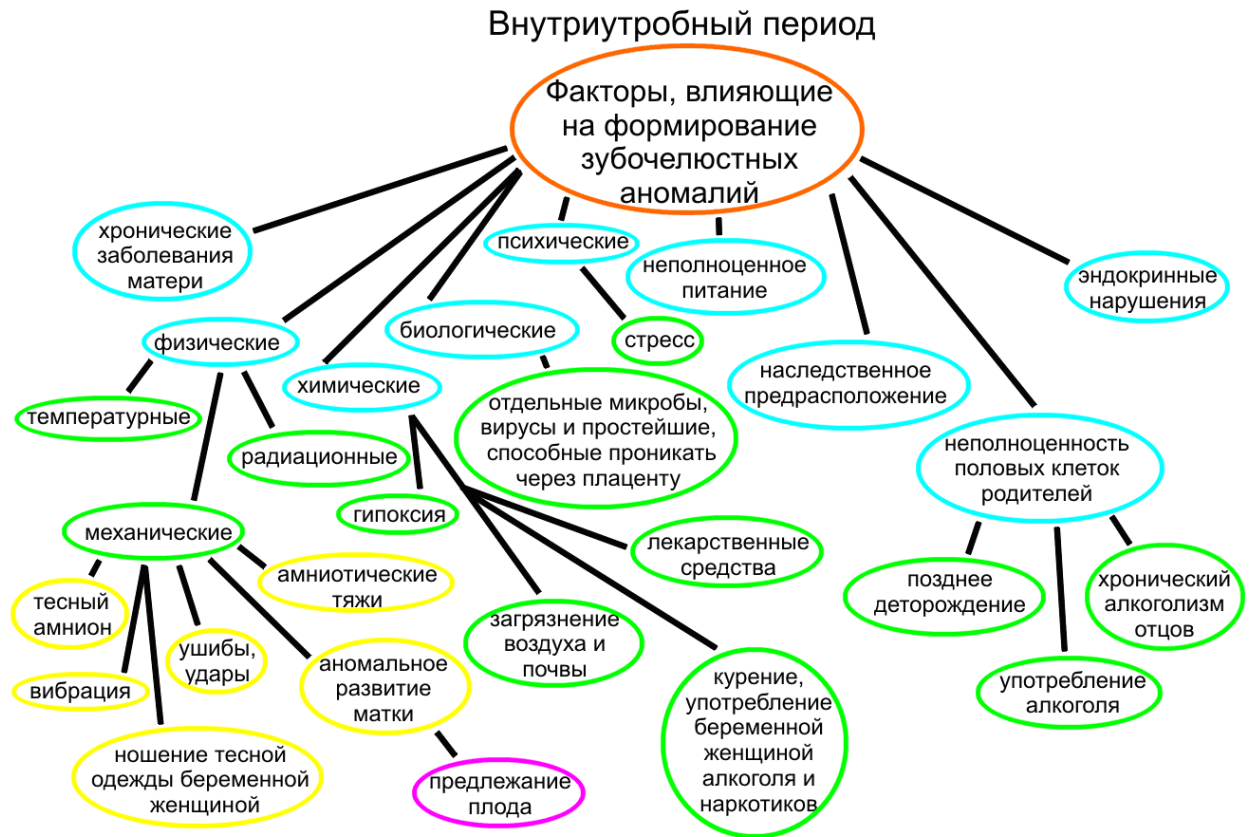 Внутриутробный период
Факторы, влияющие
на формирование
зубочелюстных
аномалий
хронические
заболевания
матери
психические
неполноценное
питание
эндокринные
нарушения
физические
биологические
стресс
химические
наследственное
предрасположение
температурные
радиационные
отдельные микробы,
вирусы и простейшие,
способные проникать
через плаценту
неполноценность
половых клеток
родителей
гипоксия
механические
лекарственные
средства
амниотические
тяжи
тесный
амнион
позднее
деторождение
хронический
алкоголизм
отцов
загрязнение
воздуха и
почвы
ушибы,
удары
аномальное
развитие
матки
вибрация
употребление
алкоголя
курение,
употребление
беременной
женщиной
алкоголя и
наркотиков
ношение тесной
одежды беременной
женщиной
предлежание
плода